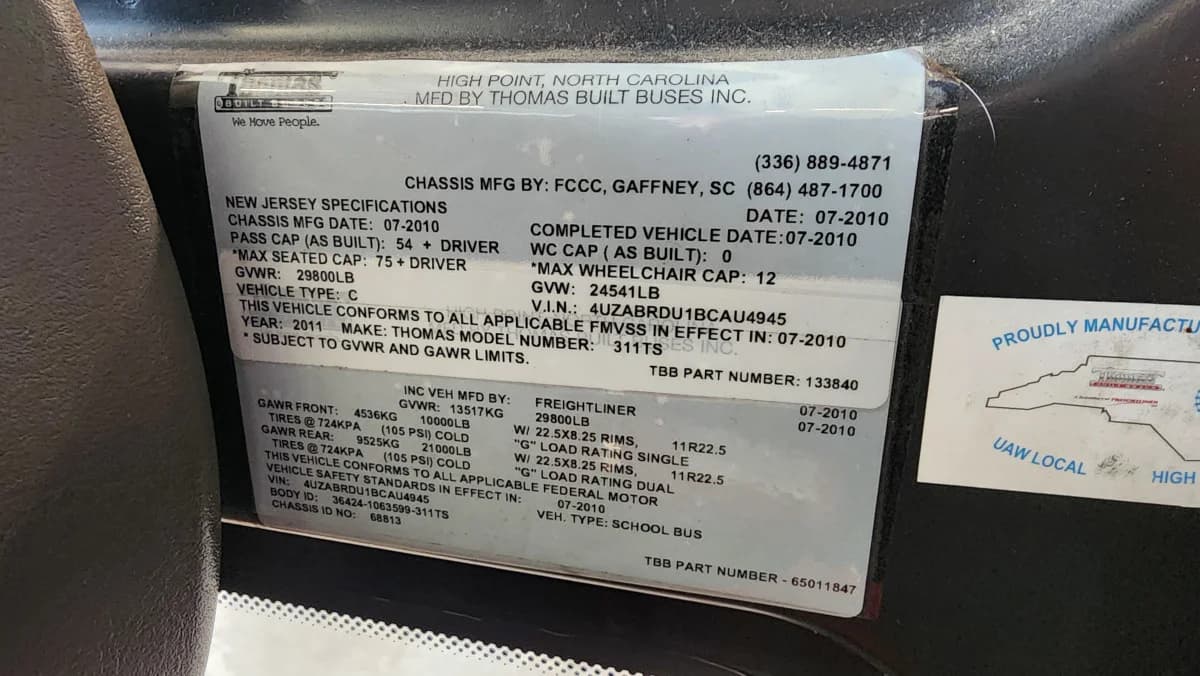 THOMAS
BUILT BUSES
We Move People.
HIGH POINT, NORTH CAROLINA
MFD BY THOMAS BUILT BUSES INC.
(336) 889-4871
CHASSIS MFG BY: FCCC, GAFFNEY, SC (864) 487-1700
NEW JERSEY SPECIFICATIONS DATE: 07-2010
CHASSIS MFG DATE: 07-2010 COMPLETED VEHICLE DATE:07-2010
PASS CAP (AS BUILT): 54 + DRIVER WC CAP ( AS BUILT): 0
*MAX SEATED CAP: 75 + DRIVER *MAX WHEELCHAIR CAP: 12
GVWR: 29800LB GVW: 24541LB
VEHICLE TYPE: C V.I.N.: 4UZABRDU1BCAU4945
THIS VEHICLE CONFORMS TO ALL APPLICABLE FMVSS IN EFFECT IN: 07-2010
YEAR: 2011 MAKE: THOMAS MODEL NUMBER: 311TS
* SUBJECT TO GVWR AND GAWR LIMITS.
TBB PART NUMBER: 133840
INC VEH MFD BY: FREIGHTLINER 07-2010
GVWR: 13517KG 29800LB 07-2010
GAWR FRONT: 4536KG 10000LB W/ 22.5X8.25 RIMS, 11R22.5
TIRES @ 724KPA (105 PSI) COLD "G" LOAD RATING SINGLE
GAWR REAR: 9525KG 21000LB W/ 22.5X8.25 RIMS, 11R22.5
TIRES @ 724KPA (105 PSI) COLD "G" LOAD RATING DUAL
THIS VEHICLE CONFORMS TO ALL APPLICABLE FEDERAL MOTOR
VEHICLE SAFETY STANDARDS IN EFFECT IN: 07-2010
VIN: 4UZABRDU1BCAU4945 VEH. TYPE: SCHOOL BUS
BODY ID: 36424-1063599-311TS
CHASSIS ID NO: 68813
TBB PART NUMBER - 65011847
PROUDLY MANUFACTU
THOMAS
BUILT BUSES
UAW LOCAL
HIGH